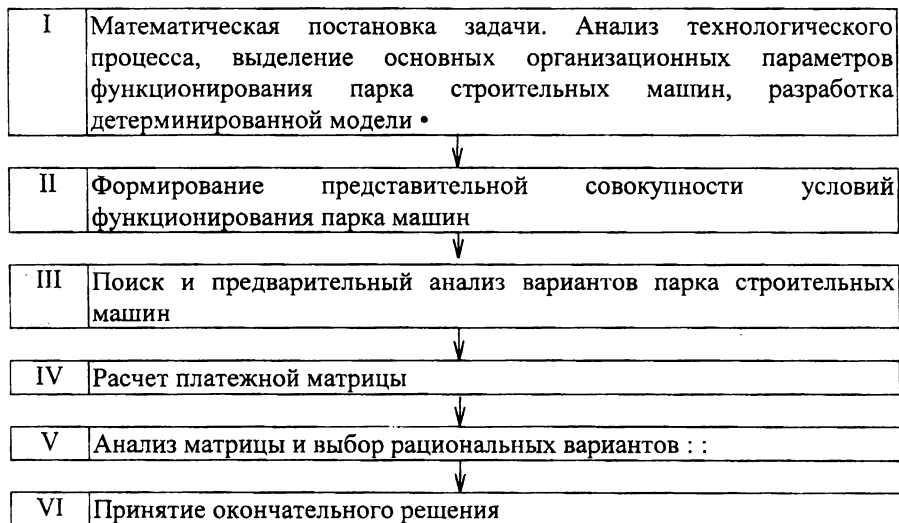 I Математическая постановка задачи. Анализ технологического
процесса, выделение основных организационных параметров
функционирования парка строительных машин, разработка
детерминированной модели •
II Формирование представительной совокупности условий
функционирования парка машин
III Поиск и предварительный анализ вариантов парка строительных
машин
IV Расчет платежной матрицы
V Анализ матрицы и выбор рациональных вариантов : :
VI Принятие окончательного решения